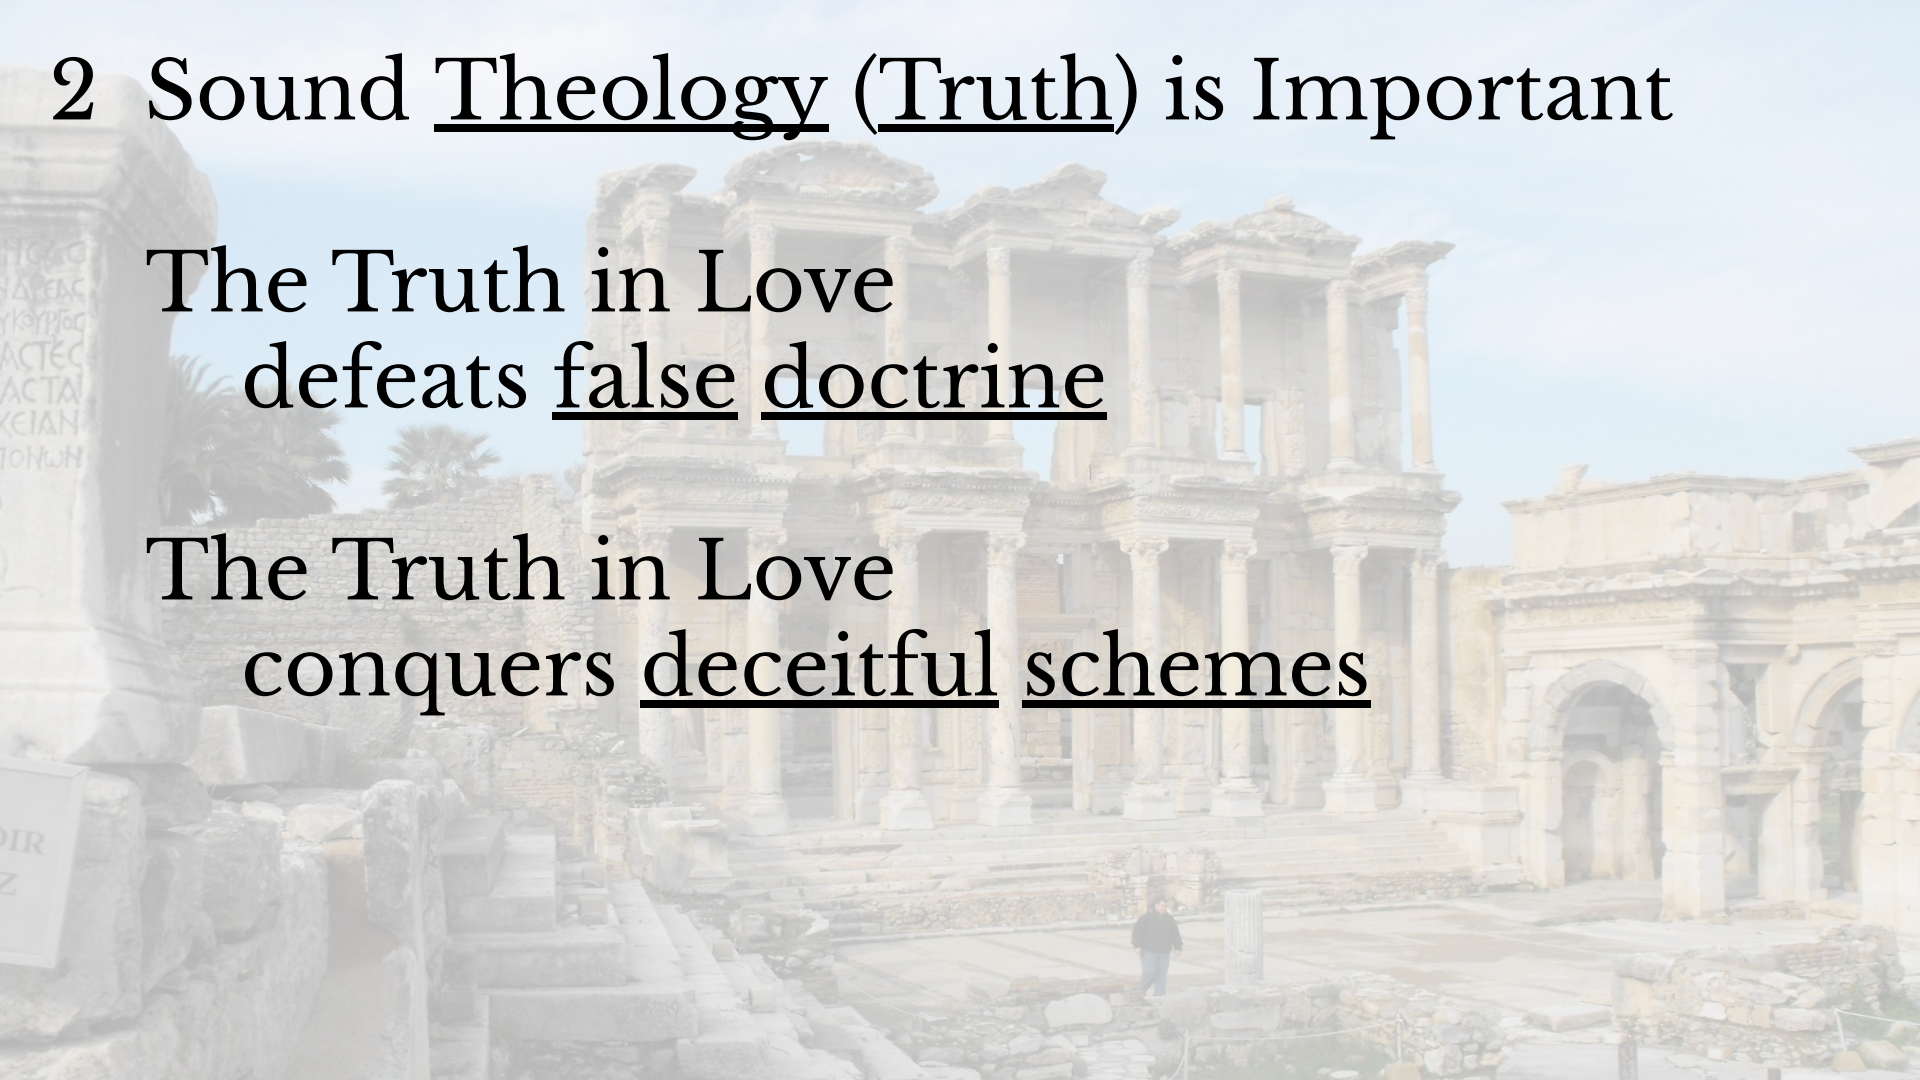 2 Sound Theology (Truth) is Important
The Truth in Love
defeats false doctrine
The Truth in Love
conquers deceitful schemes